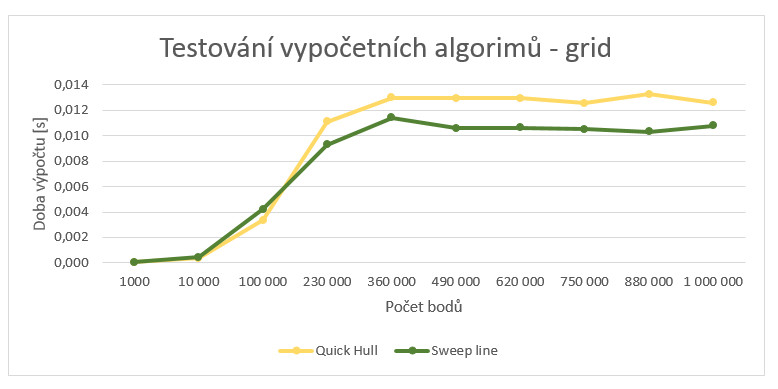 Testování vypočetních algorimů - grid
Doba výpočtu [s]
0,014
0,012
0,010
0,008
0,006
0,004
0,002
0,000
1000 10 000 100 000 230 000 360 000 490 000 620 000 750 000 880 000 1 000 000
Počet bodů
Quick Hull Sweep line